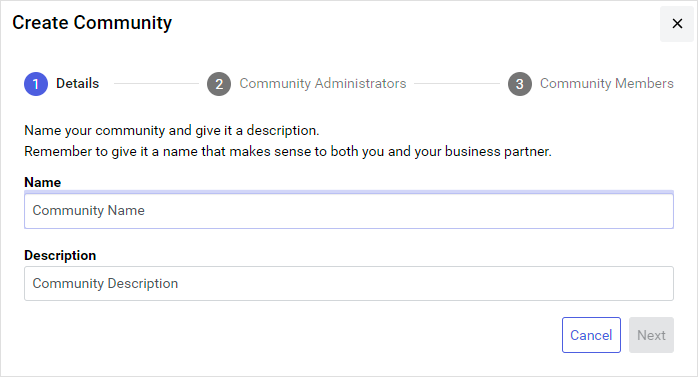 Create Community
1 Details 2 Community Administrators 3 Community Members
Name your community and give it a description.
Remember to give it a name that makes sense to both you and your business partner.
Name
Community Name
Description
Community Description
Cancel Next